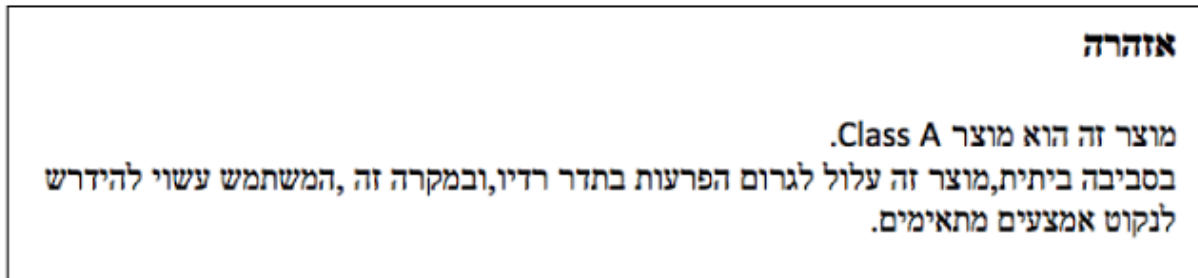 אזהרה
מוצר זה הוא מוצר Class A.
בסביבה ביתית,מוצר זה עלול לגרום הפרעות בתדר רדיו,ובמקרה זה ,המשתמש עשוי להידרש
לנקוט אמצעים מתאימים.